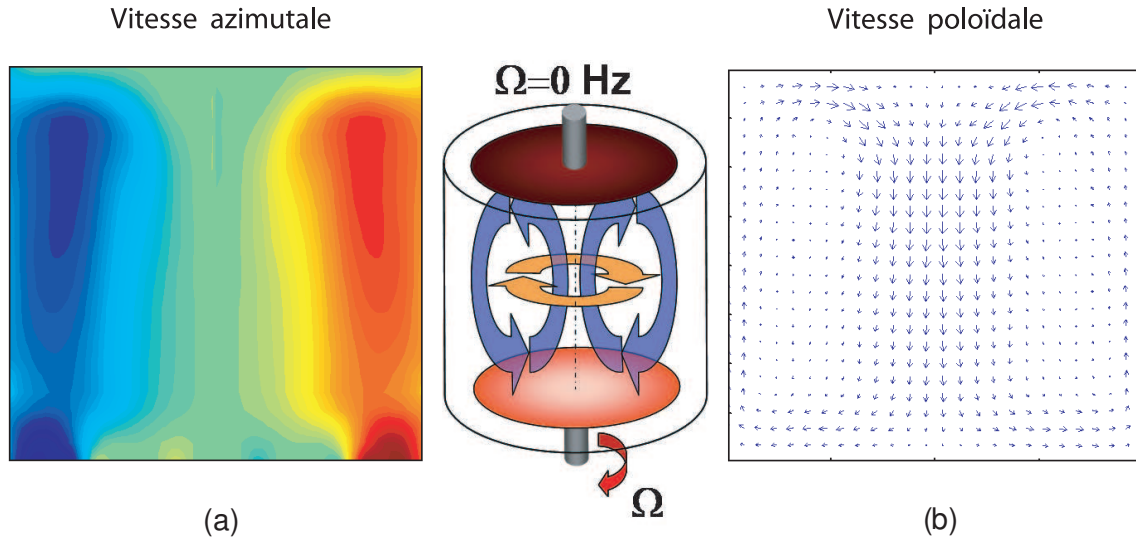 Vitesse azimutale
Vitesse poloïdale
Ω=0 Hz
Ω
(a)
(b)